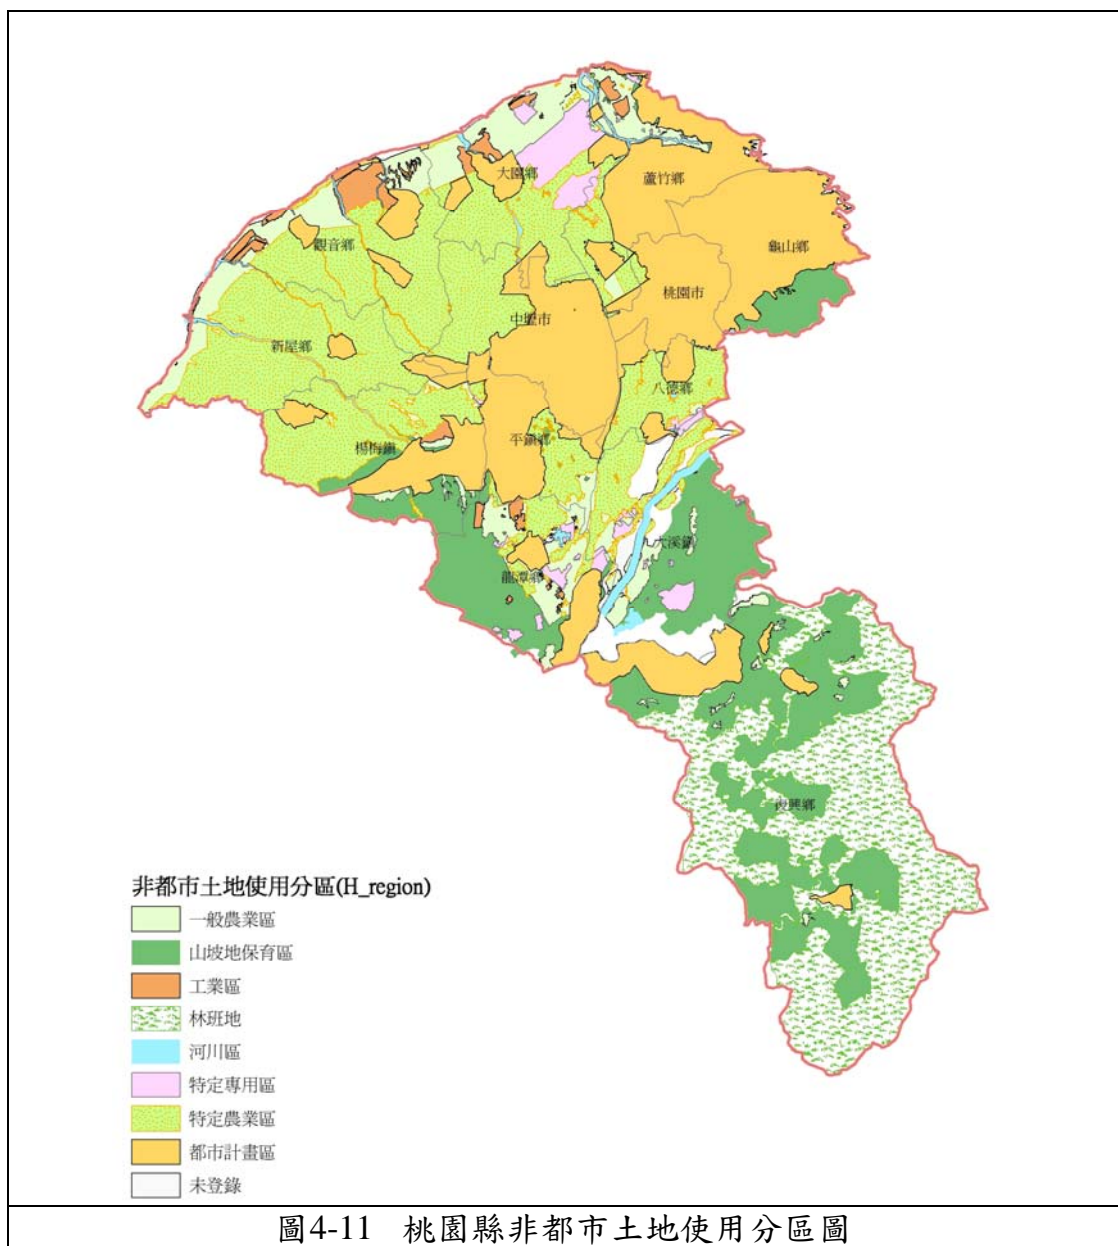 蘆竹鄉
大園鄉
龜山鄉
觀音鄉
桃園市
中壢市
新屋鄉
八德鄉
平鎮鄉
楊梅鎮
大溪鎮
龍潭鄉
復興鄉
非都市土地使用分區(H_region)
一般農業區
山坡地保育區
工業區
林班地
河川區
特定專用區
特定農業區
都市計畫區
未登錄
圖4-11 桃園縣非都市土地使用分區圖